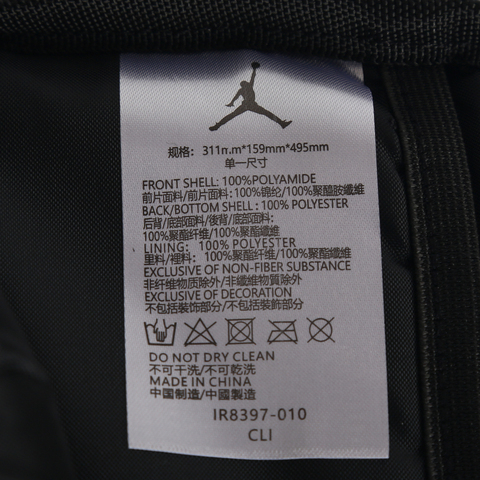 规格: 311mm*159mm*495mm
单一尺寸
FRONT SHELL: 100%POLYAMIDE
前片面料/前片面料: 100%锦纶/100%聚醯胺纖維
BACK/BOTTOM SHELL: 100% POLYESTER
后背/底部面料/後背/底部面料:
100%聚酯纤维/100%聚酯纖維
LINING: 100% POLYESTER
里料/裡料: 100%聚酯纤维/100%聚酯纖維
EXCLUSIVE OF NON-FIBER SUBSTANCE
非纤维物质除外/非纖維物質除外
EXCLUSIVE OF DECORATION
不包括装饰部分/不包括裝飾部分
DO NOT DRY CLEAN
不可干洗/不可乾洗
MADE IN CHINA
中国制造/中國製造
IR8397-010
CLI